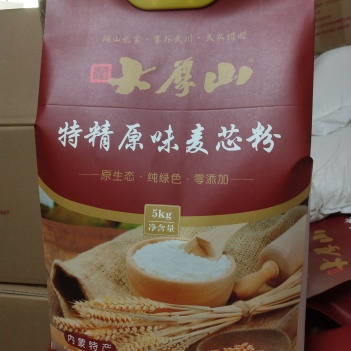 大厚山
特精原味麦芯粉
原生态·纯绿色·零添加
5kg
净含量
内蒙特产